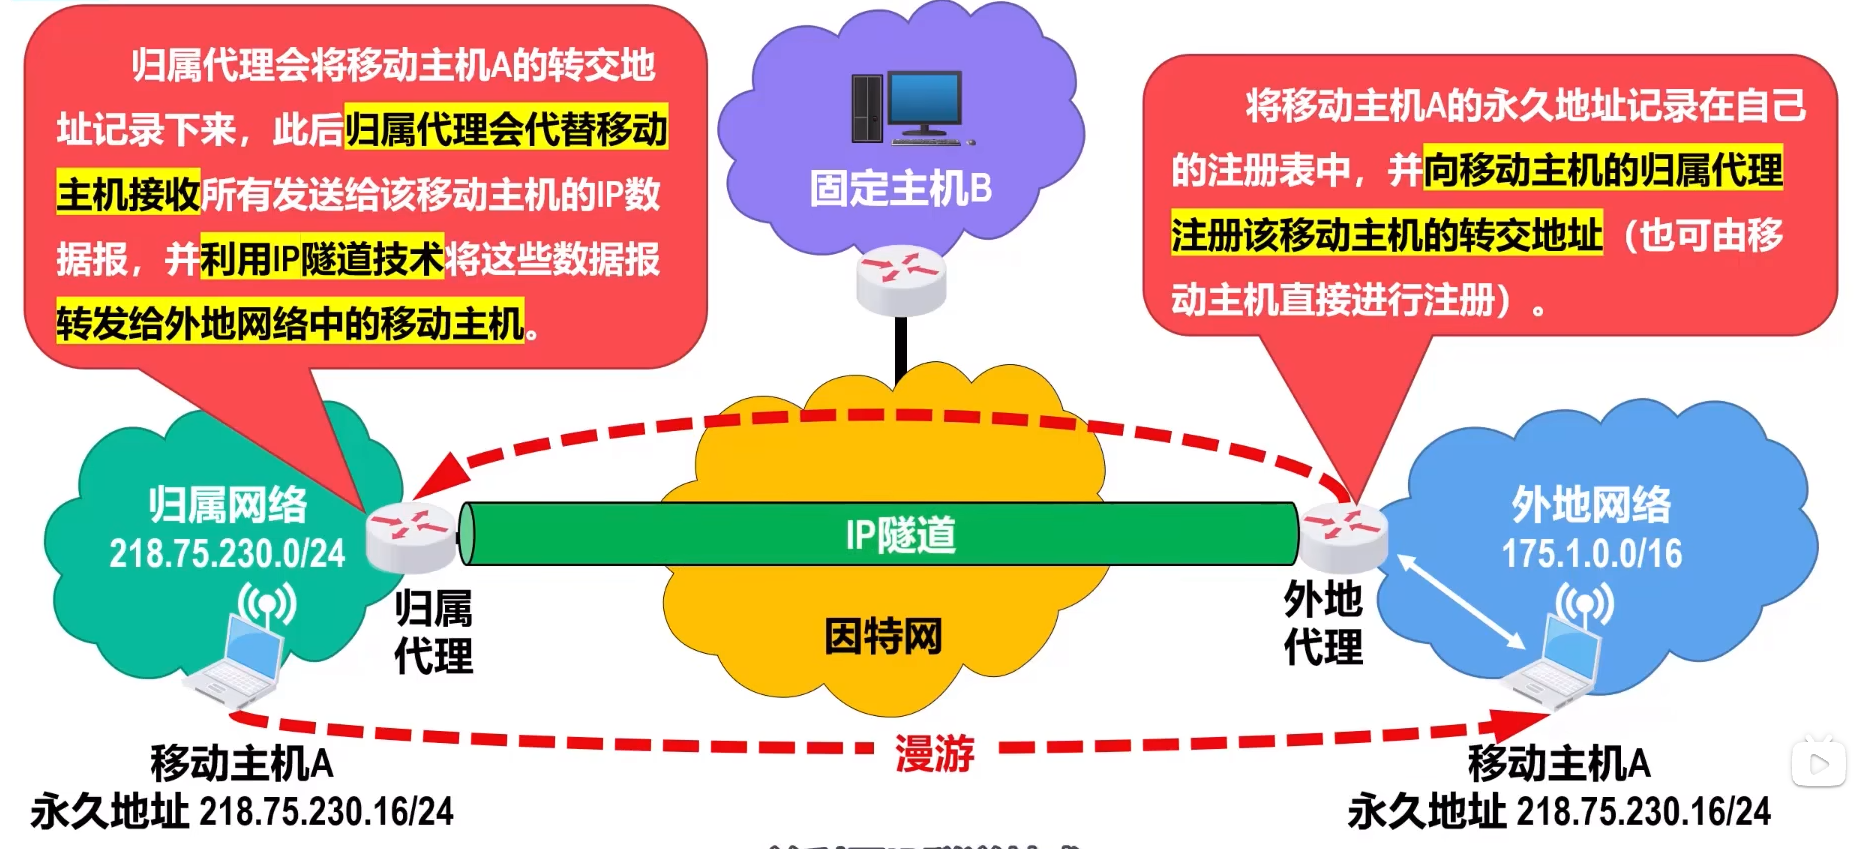 归属代理会将移动主机A的转交地
址记录下来，此后归属代理会代替移动
主机接收所有发送给该移动主机的IP数
据报，并利用IP隧道技术将这些数据报
转发给外地网络中的移动主机。
固定主机B
将移动主机A的永久地址记录在自己
的注册表中，并向移动主机的归属代理
注册该移动主机的转交地址（也可由移
动主机直接进行注册）。
归属网络
218.75.230.0/24
IP隧道
外地网络
175.1.0.0/16
归属
代理
因特网
外地
代理
漫游
移动主机A
永久地址 218.75.230.16/24
移动主机A
永久地址 218.75.230.16/24